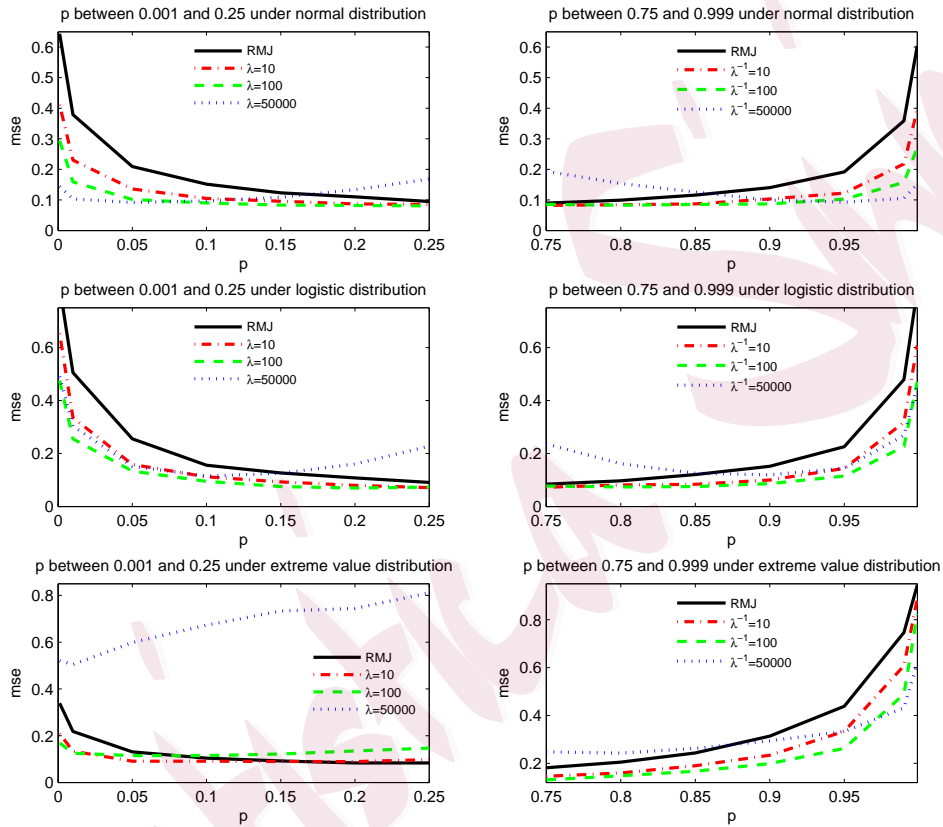 p between 0.001 and 0.25 under normal distribution
0.6
0.5
0.4
0.3
0.2
0.1
0
mse
RMJ
λ=10
λ=100
λ=50000
0 0.05 0.1 0.15 0.2 0.25
p
p between 0.75 and 0.999 under normal distribution
0.6
0.5
0.4
0.3
0.2
0.1
0
mse
RMJ
λ⁻¹=10
λ⁻¹=100
λ⁻¹=50000
0.75 0.8 0.85 0.9 0.95
p
p between 0.001 and 0.25 under logistic distribution
0.6
0.4
0.2
0
mse
RMJ
λ=10
λ=100
λ=50000
0 0.05 0.1 0.15 0.2 0.25
p
p between 0.75 and 0.999 under logistic distribution
0.6
0.4
0.2
0
mse
RMJ
λ⁻¹=10
λ⁻¹=100
λ⁻¹=50000
0.75 0.8 0.85 0.9 0.95
p
p between 0.001 and 0.25 under extreme value distribution
0.8
0.6
0.4
0.2
0
mse
RMJ
λ=10
λ=100
λ=50000
0 0.05 0.1 0.15 0.2 0.25
p
p between 0.75 and 0.999 under extreme value distribution
0.8
0.6
0.4
0.2
mse
RMJ
λ⁻¹=10
λ⁻¹=100
λ⁻¹=50000
0.75 0.8 0.85 0.9 0.95
p